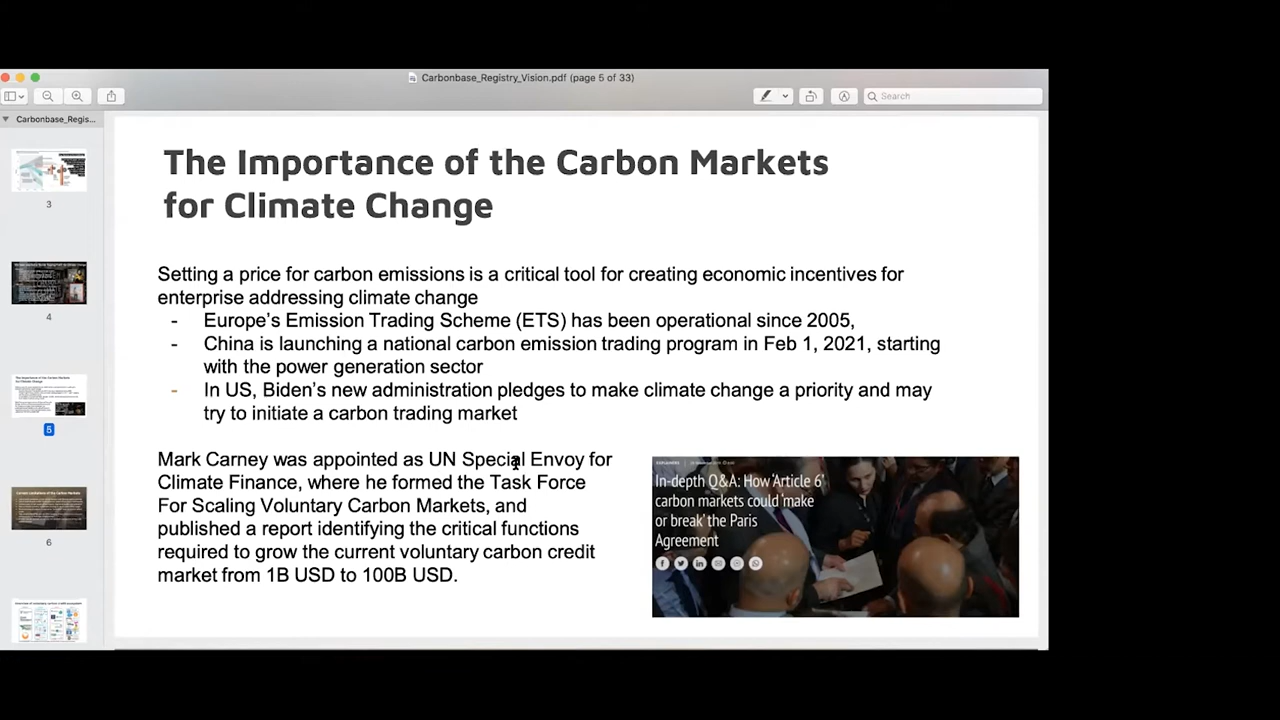 Carbonbase_Registry_Vision.pdf (page 5 of 33)
Search
Carbonbase_Regis...
3
4
5
6
The Importance of the Carbon Markets
for Climate Change
Setting a price for carbon emissions is a critical tool for creating economic incentives for
enterprise addressing climate change
- Europe's Emission Trading Scheme (ETS) has been operational since 2005,
- China is launching a national carbon emission trading program in Feb 1, 2021, starting
with the power generation sector
- In US, Biden's new administration pledges to make climate change a priority and may
try to initiate a carbon trading market
Mark Carney was appointed as UN Special Envoy for
Climate Finance, where he formed the Task Force
For Scaling Voluntary Carbon Markets, and
published a report identifying the critical functions
required to grow the current voluntary carbon credit
market from 1B USD to 100B USD.
In-depth Q&A: How 'Article 6'
carbon markets could 'make
or break' the Paris
Agreement